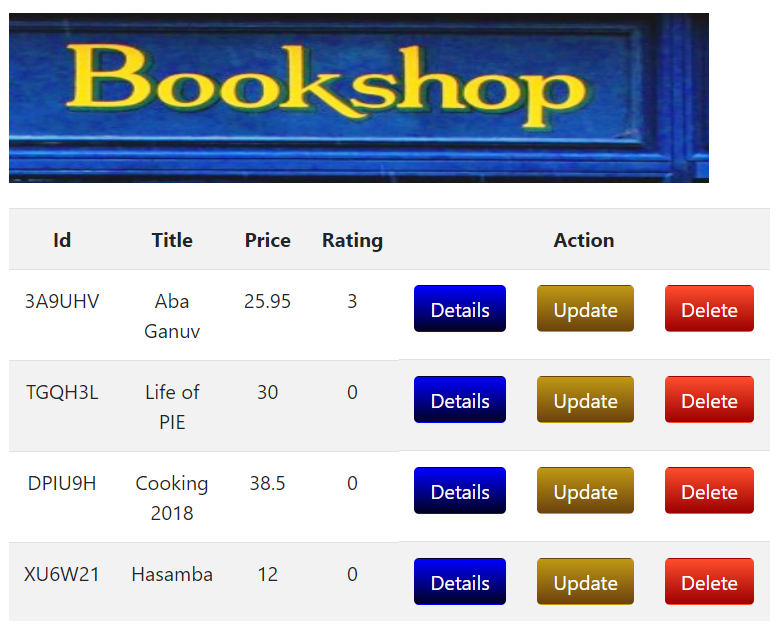 Bookshop
Id Title Price Rating Action
3A9UHV Aba Ganuv 25.95 3 Details Update Delete
TGQH3L Life of PIE 30 0 Details Update Delete
DPIU9H Cooking 2018 38.5 0 Details Update Delete
XU6W21 Hasamba 12 0 Details Update Delete